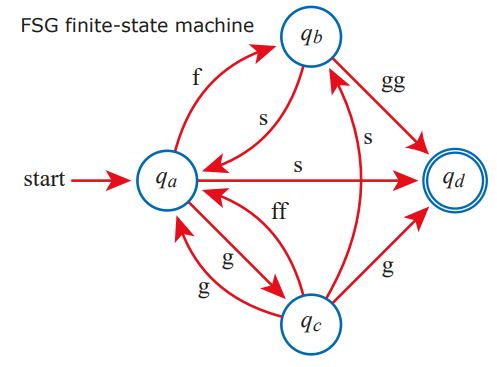 FSG finite-state machine
q_b
f
gg
s
s
start
q_a
s
q_d
ff
g
g
g
q_c